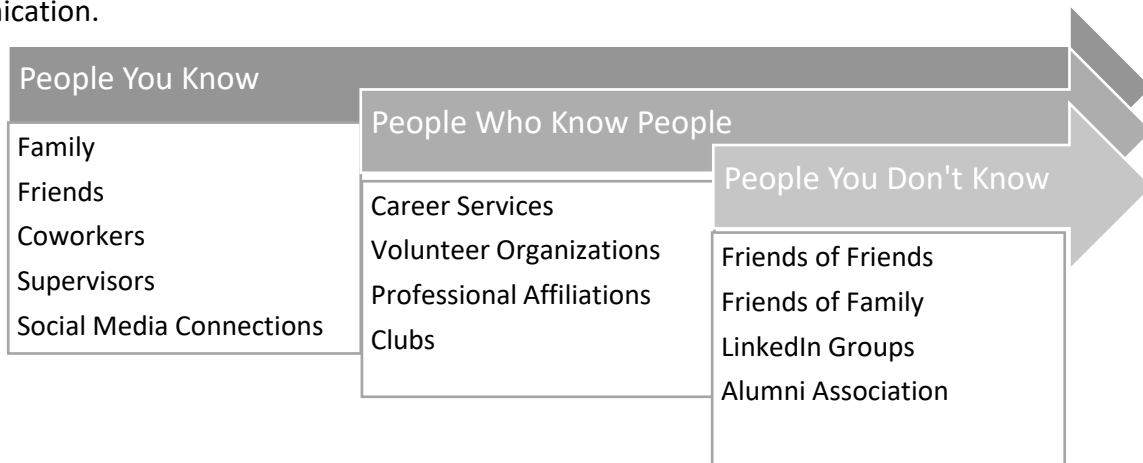 ication.
People You Know
Family
Friends
Coworkers
Supervisors
Social Media Connections
People Who Know People
Career Services
Volunteer Organizations
Professional Affiliations
Clubs
People You Don't Know
Friends of Friends
Friends of Family
LinkedIn Groups
Alumni Association